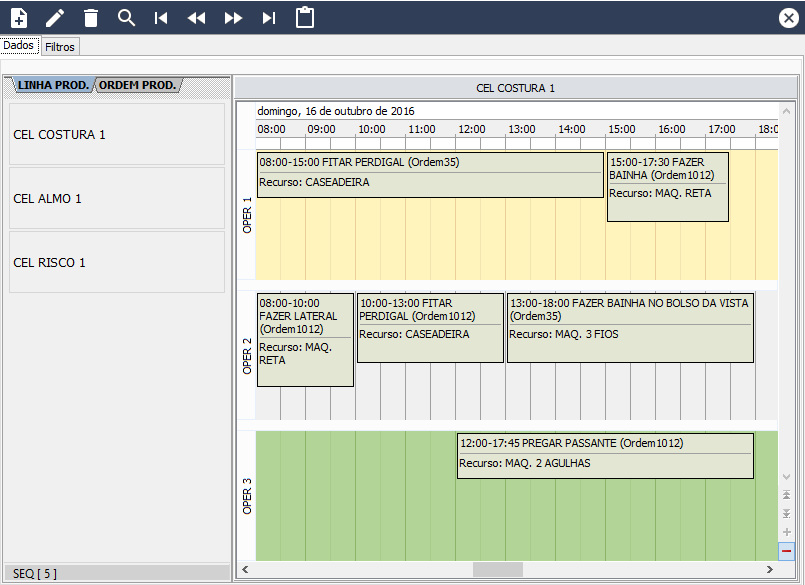 Dados Filtros
LINHA PROD. ORDEM PROD.
CEL COSTURA 1
CEL ALMO 1
CEL RISCO 1
SEQ [ 5 ]
CEL COSTURA 1
domingo, 16 de outubro de 2016
08:00 09:00 10:00 11:00 12:00 13:00 14:00 15:00 16:00 17:00 18:0
OPER 1
08:00-15:00 FITAR PERDIGAL (Ordem35)
Recurso: CASEADEIRA
15:00-17:30 FAZER
BAINHA (Ordem1012)
Recurso: MAQ. RETA
OPER 2
08:00-10:00
FAZER LATERAL
(Ordem1012)
Recurso: MAQ.
RETA
10:00-13:00 FITAR
PERDIGAL (Ordem1012)
Recurso: CASEADEIRA
13:00-18:00 FAZER BAINHA NO BOLSO DA VISTA
(Ordem35)
Recurso: MAQ. 3 FIOS
OPER 3
12:00-17:45 PREGAR PASSANTE (Ordem1012)
Recurso: MAQ. 2 AGULHAS